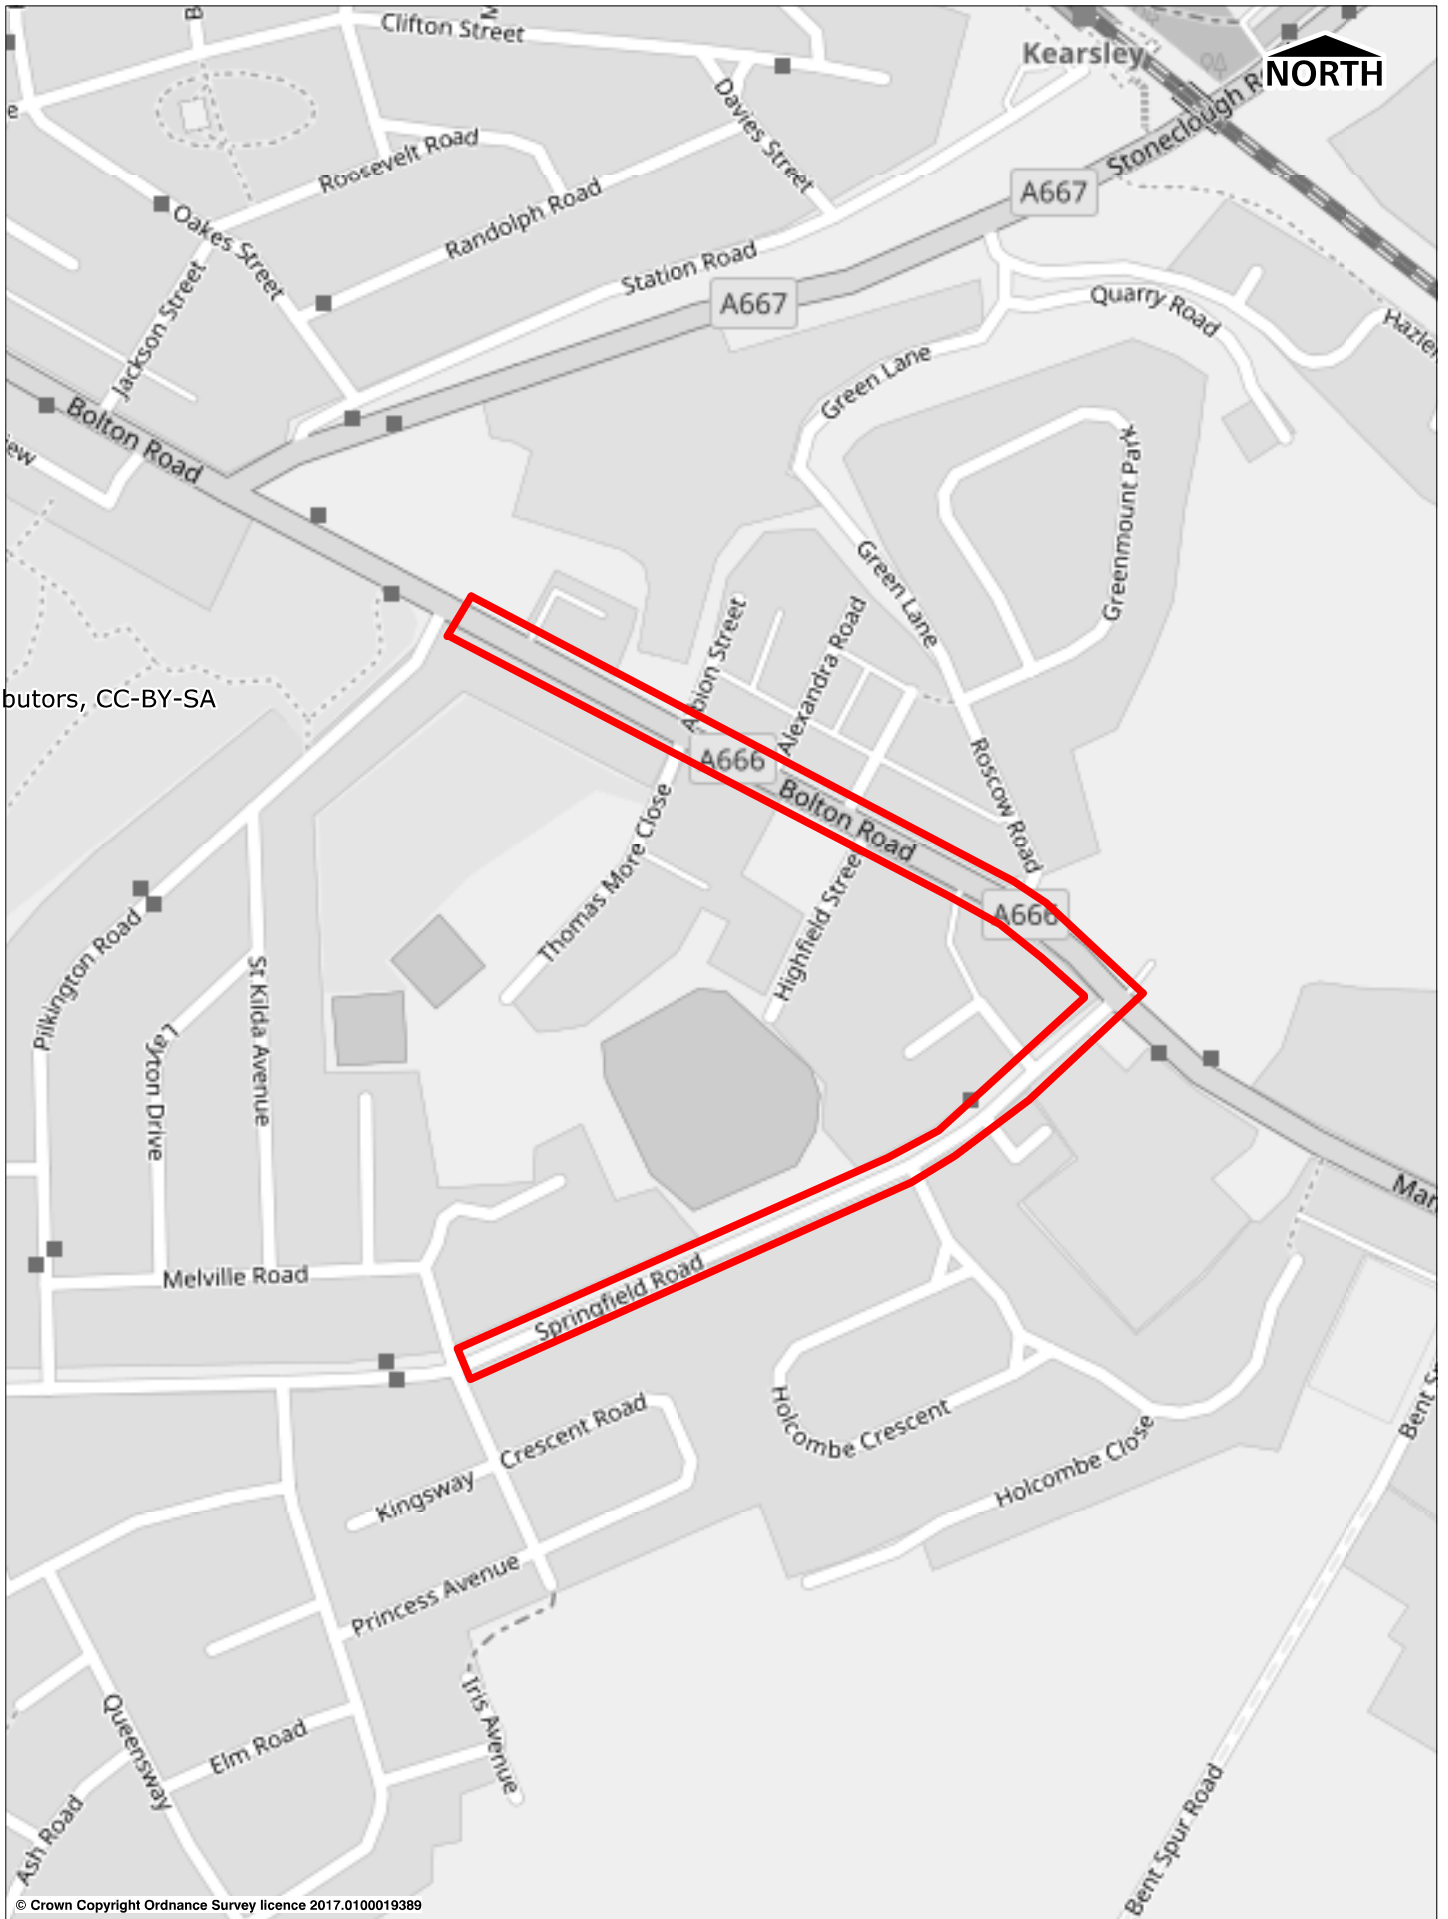 Clifton Street
Kearsley
NORTH
Davies Street
Stoneclough R
Roosevelt Road
A667
Randolph Road
Oakes Street
Station Road
A667
Jackson Street
Quarry Road
Hazle
Green Lane
Bolton Road
iew
Greenmount Park
Green Lane
Albion Street
Alexandra Road
butors, CC-BY-SA
A666
Roscow Road
Bolton Road
Thomas More Close
Highfield Stree
A666
Pilkington Road
St Kilda Avenue
Layton Drive
Man
Melville Road
Springfield Road
Holcombe Crescent
Crescent Road
Bent S
Holcombe Close
Kingsway
Princess Avenue
Iris Avenue
Queensway
Elm Road
Ash Road
Bent Spur Road
© Crown Copyright Ordnance Survey licence 2017.0100019389